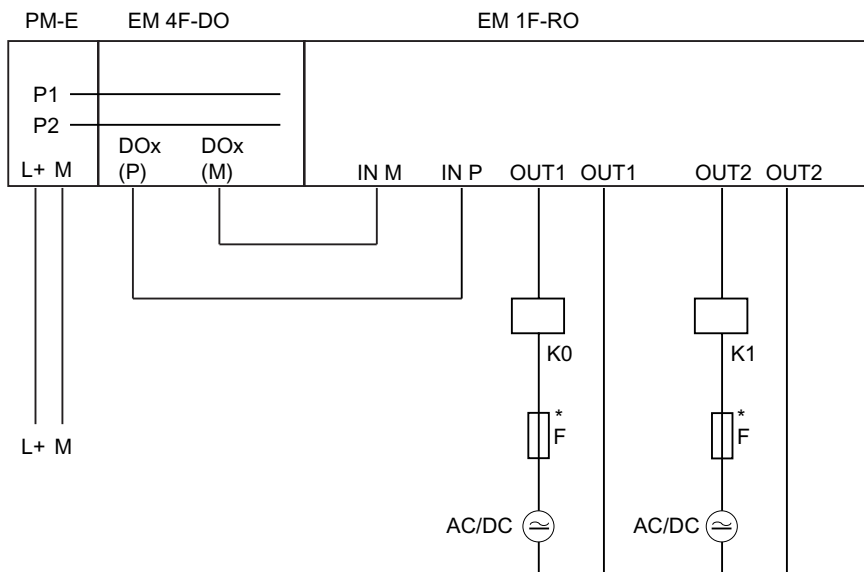 PM-E EM 4F-DO EM 1F-RO
P1
P2
DOx DOx
L+ M (P) (M) IN M IN P OUT1 OUT1 OUT2 OUT2
K0 K1
* *
F F
L+ M
AC/DC AC/DC